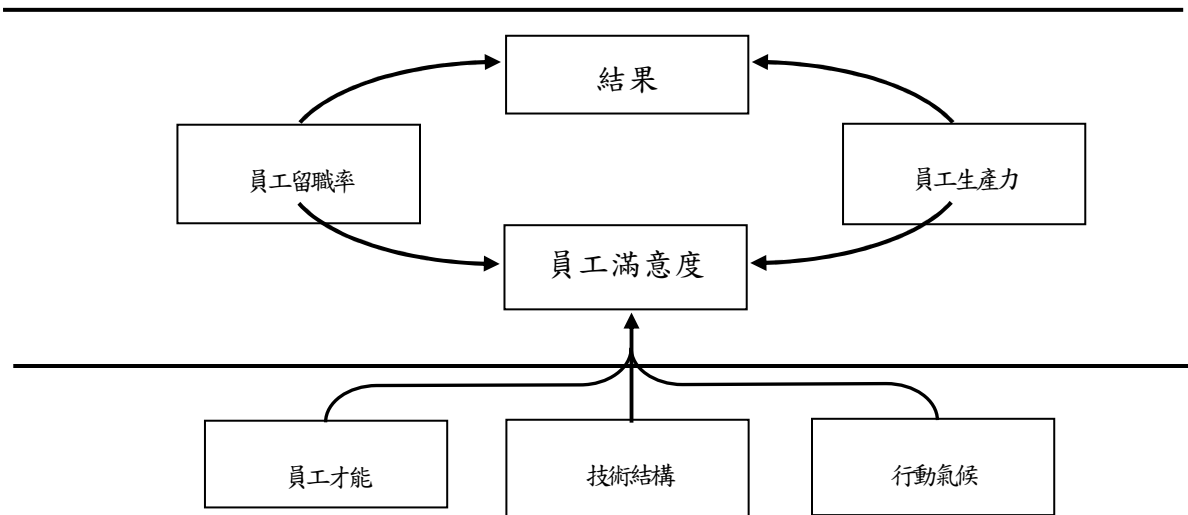 結果
員工留職率
員工生產力
員工滿意度
員工才能
技術結構
行動氣候